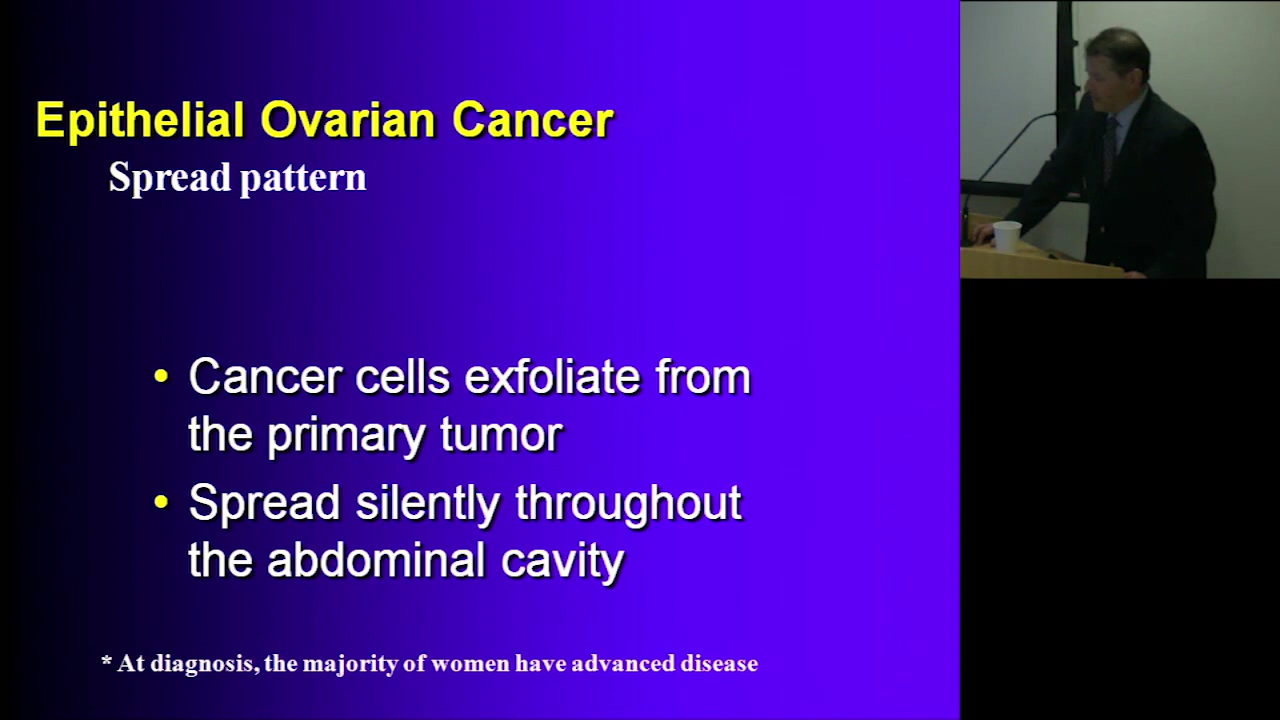 Epithelial Ovarian Cancer
Spread pattern
• Cancer cells exfoliate from
the primary tumor
• Spread silently throughout
the abdominal cavity
* At diagnosis, the majority of women have advanced disease